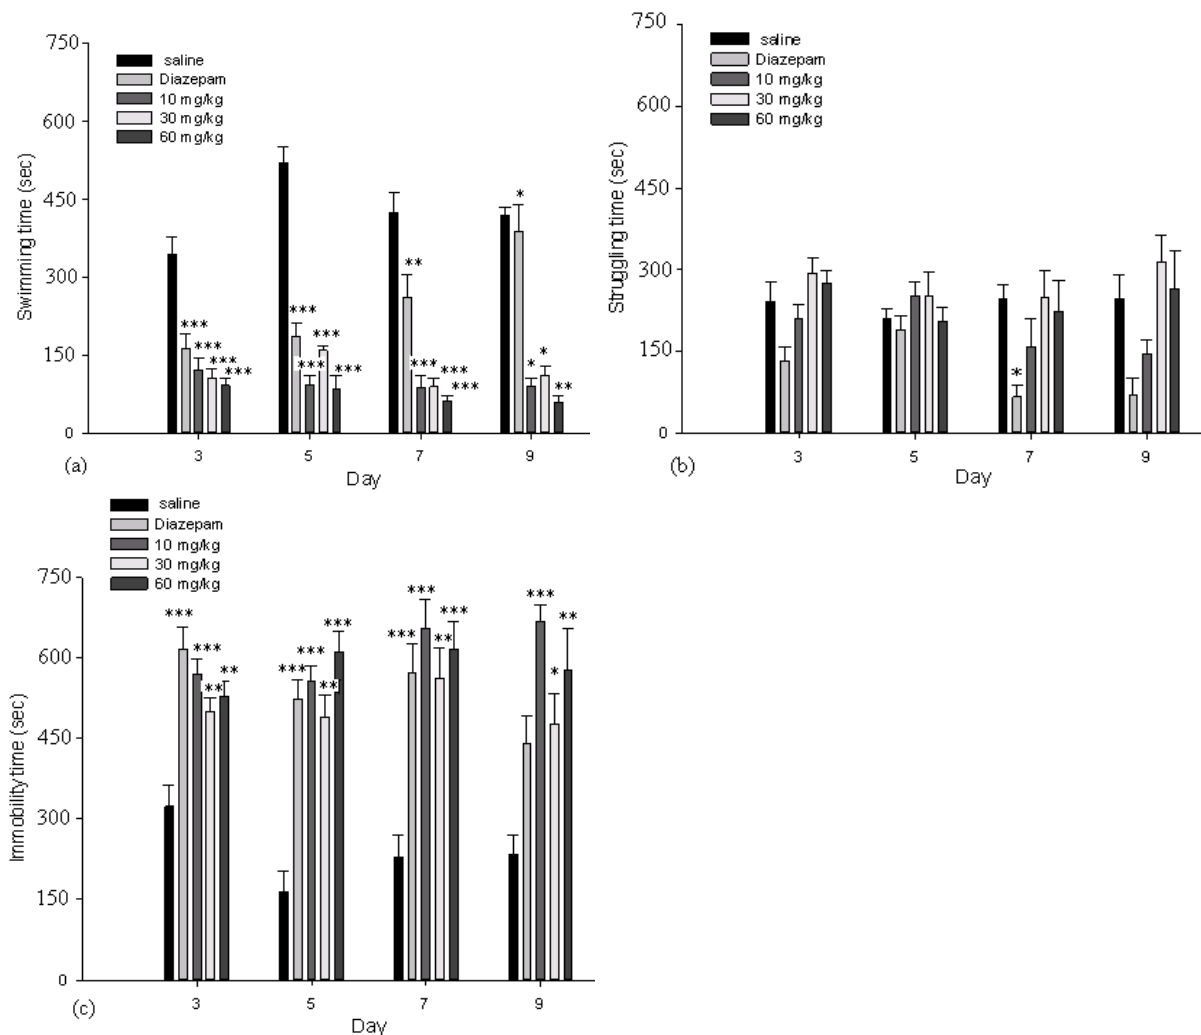 750
600
450
300
150
0
Swimming time (sec)
saline
Diazepam
10 mg/kg
30 mg/kg
60 mg/kg
***
***
***
***
***
***
***
***
**
***
***
***
*
*
*
**
3
5
7
9
Day
(a)
750
600
450
300
150
0
Struggling time (sec)
saline
Diazepam
10 mg/kg
30 mg/kg
60 mg/kg
*
3
5
7
9
Day
(b)
saline
Diazepam
10 mg/kg
30 mg/kg
60 mg/kg
750
600
450
300
150
0
Immobility time (sec)
***
***
**
**
***
***
**
***
***
***
**
***
***
*
**
3
5
7
9
Day
(c)